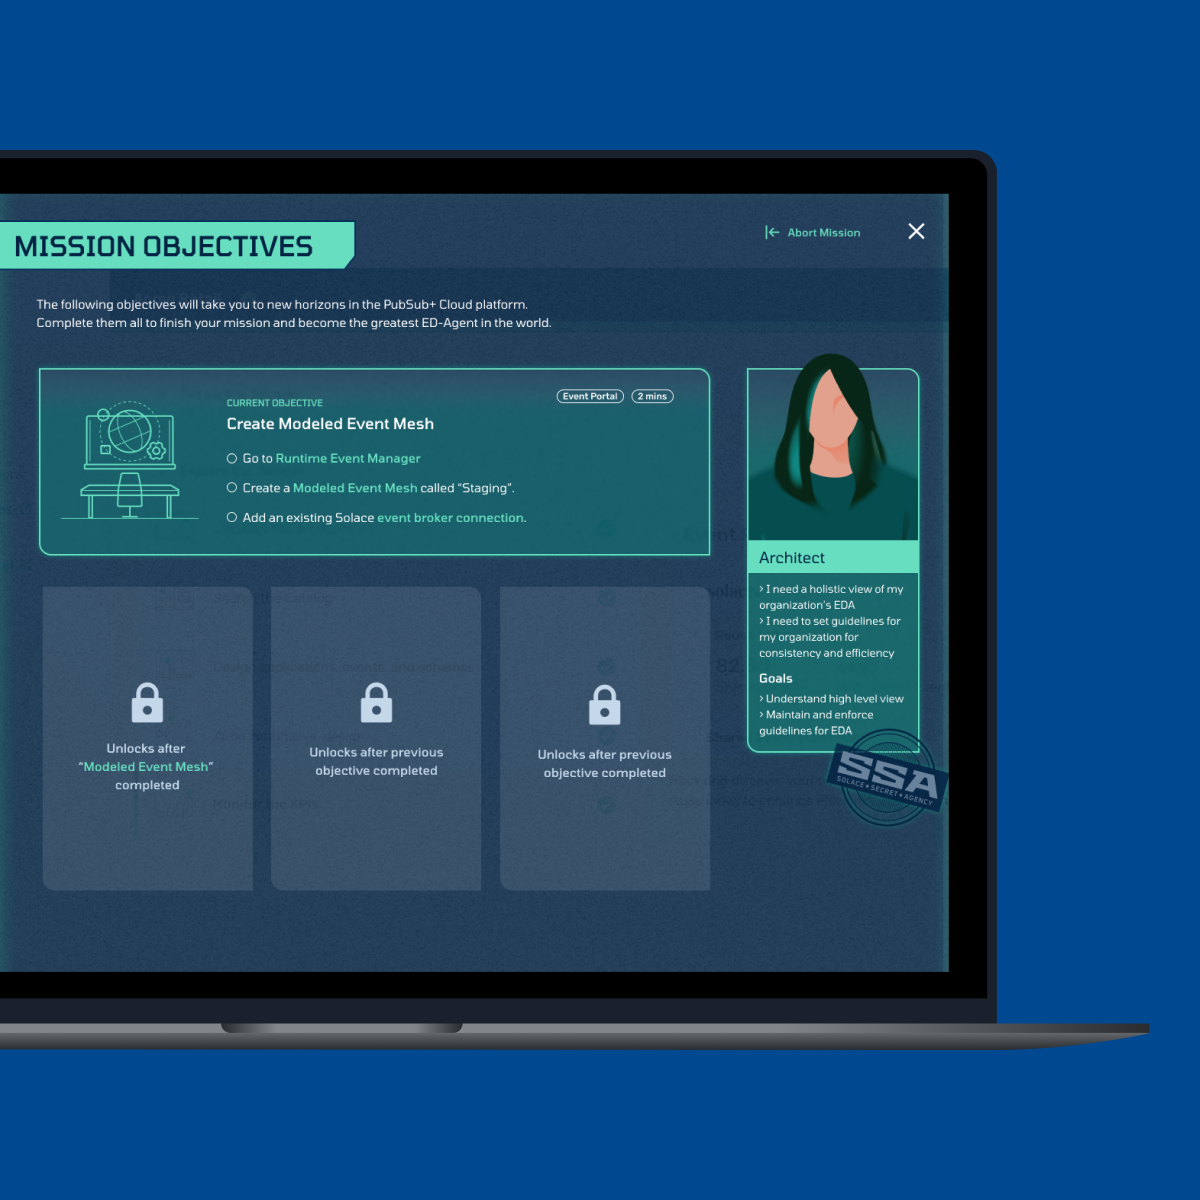 MISSION OBJECTIVES
Abort Mission
The following objectives will take you to new horizons in the PubSub+ Cloud platform.
Complete them all to finish your mission and become the greatest ED-Agent in the world.
CURRENT OBJECTIVE
Event Portal
2 mins
Create Modeled Event Mesh
Go to Runtime Event Manager
Create a Modeled Event Mesh called “Staging”.
Add an existing Solace event broker connection.
Unlocks after
“Modeled Event Mesh”
completed
Unlocks after previous
objective completed
Unlocks after previous
objective completed
Architect
> I need a holistic view of my
organization's EDA
> I need to set guidelines for
my organization for
consistency and efficiency
Goals
> Understand high level view
> Maintain and enforce
guidelines for EDA
SSA
SOLACE • SECRET • AGENCY